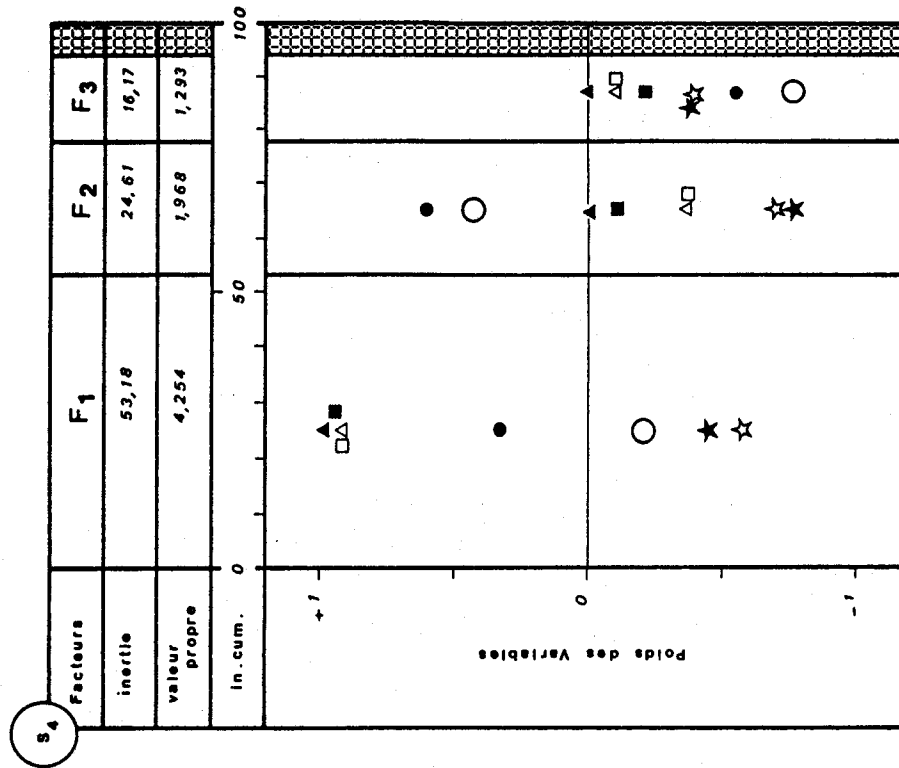 S4
Facteurs F1 F2 F3
inertie 53,18 24,61 16,17
valeur propre 4,254 1,968 1,293
in.cum. 0 50 100
+1
0
-1
Poids des Variables